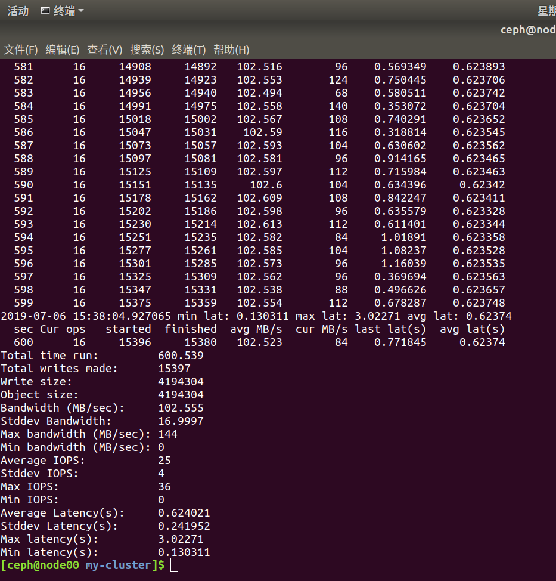 活动 终端 星期
ceph@node
文件(F) 编辑(E) 查看(V) 搜索(S) 终端(T) 帮助(H)
581 16 14908 14892 102.516 96 0.569349 0.623893
582 16 14939 14923 102.553 124 0.750445 0.623706
583 16 14956 14940 102.494 68 0.580511 0.623742
584 16 14991 14975 102.558 140 0.353072 0.623704
585 16 15018 15002 102.567 108 0.740291 0.623652
586 16 15047 15031 102.59 116 0.318814 0.623545
587 16 15073 15057 102.593 104 0.630602 0.623562
588 16 15097 15081 102.581 96 0.914165 0.623465
589 16 15125 15109 102.597 112 0.715984 0.623463
590 16 15151 15135 102.6 104 0.634396 0.62342
591 16 15178 15162 102.609 108 0.842247 0.623411
592 16 15202 15186 102.598 96 0.635579 0.623328
593 16 15230 15214 102.613 112 0.611401 0.623344
594 16 15251 15235 102.582 84 1.01891 0.623358
595 16 15277 15261 102.585 104 1.08237 0.623528
596 16 15301 15285 102.573 96 1.16039 0.623535
597 16 15325 15309 102.562 96 0.369694 0.623563
598 16 15347 15331 102.538 88 0.496626 0.623657
599 16 15375 15359 102.554 112 0.678287 0.623748
2019-07-06 15:38:04.927065 min lat: 0.130311 max lat: 3.02271 avg lat: 0.62374
sec Cur ops started finished avg MB/s cur MB/s last lat(s) avg lat(s)
600 16 15396 15380 102.523 84 0.771845 0.62374
Total time run: 600.539
Total writes made: 15397
Write size: 4194304
Object size: 4194304
Bandwidth (MB/sec): 102.555
Stddev Bandwidth: 16.9997
Max bandwidth (MB/sec): 144
Min bandwidth (MB/sec): 0
Average IOPS: 25
Stddev IOPS: 4
Max IOPS: 36
Min IOPS: 0
Average Latency(s): 0.624021
Stddev Latency(s): 0.241952
Max latency(s): 3.02271
Min latency(s): 0.130311
[ceph@node00 my-cluster]$